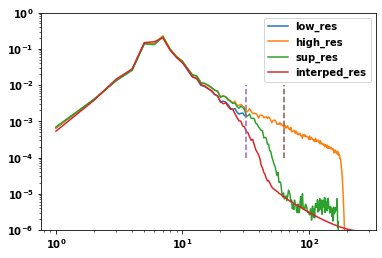 10⁰
10⁻¹
10⁻²
10⁻³
10⁻⁴
10⁻⁵
10⁻⁶
10⁰ 10¹ 10²
low_res
high_res
sup_res
interped_res